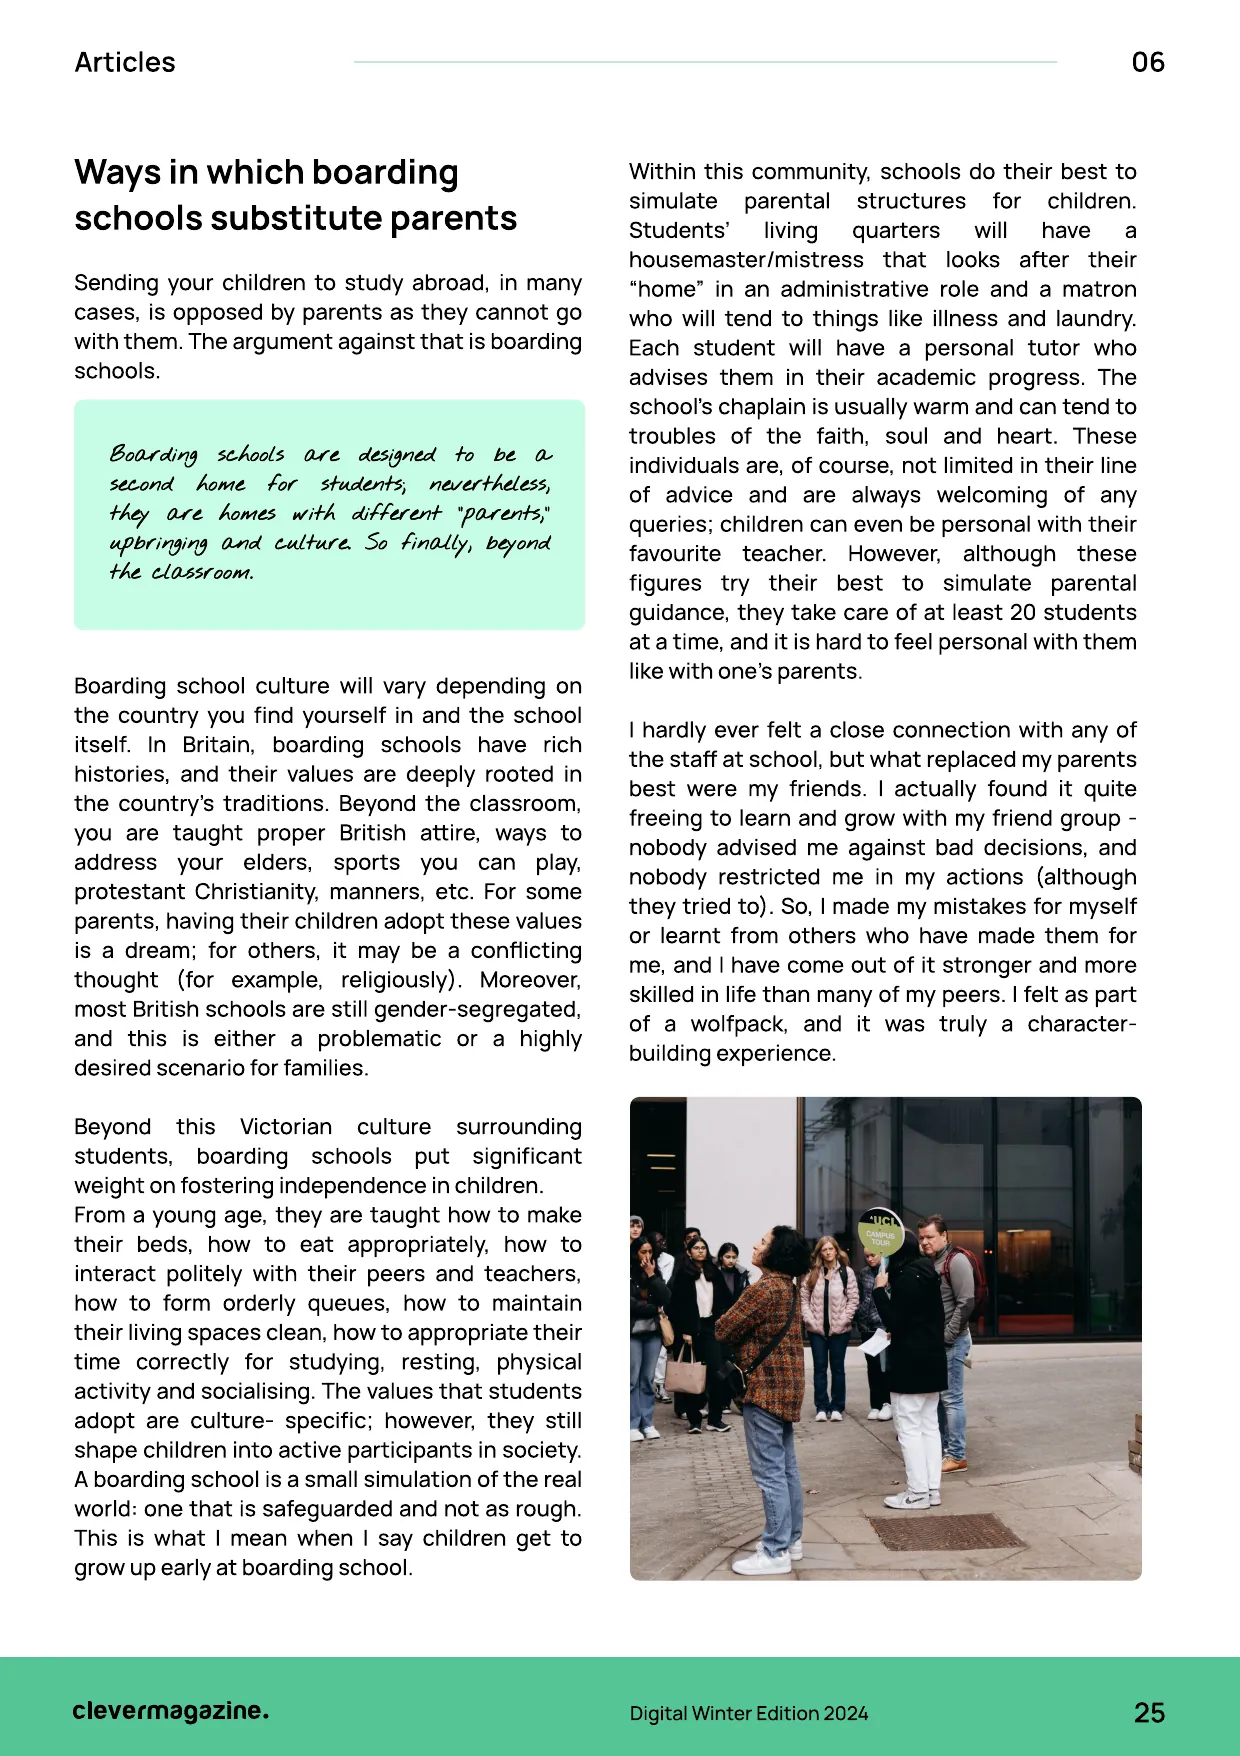 Articles
06
Ways in which boarding
schools substitute parents
Sending your children to study abroad, in many
cases, is opposed by parents as they cannot go
with them. The argument against that is boarding
schools.
Boarding schools are designed to be a
second home for students; nevertheless,
they are homes with different "parents,"
upbringing and culture. So finally, beyond
the classroom.
Boarding school culture will vary depending on
the country you find yourself in and the school
itself. In Britain, boarding schools have rich
histories, and their values are deeply rooted in
the country's traditions. Beyond the classroom,
you are taught proper British attire, ways to
address your elders, sports you can play,
protestant Christianity, manners, etc. For some
parents, having their children adopt these values
is a dream; for others, it may be a conflicting
thought (for example, religiously). Moreover,
most British schools are still gender-segregated,
and this is either a problematic or a highly
desired scenario for families.
Beyond this Victorian culture surrounding
students, boarding schools put significant
weight on fostering independence in children.
From a young age, they are taught how to make
their beds, how to eat appropriately, how to
interact politely with their peers and teachers,
how to form orderly queues, how to maintain
their living spaces clean, how to appropriate their
time correctly for studying, resting, physical
activity and socialising. The values that students
adopt are culture- specific; however, they still
shape children into active participants in society.
A boarding school is a small simulation of the real
world: one that is safeguarded and not as rough.
This is what I mean when I say children get to
grow up early at boarding school.
Within this community, schools do their best to
simulate parental structures for children.
Students' living quarters will have a
housemaster/mistress that looks after their
“home” in an administrative role and a matron
who will tend to things like illness and laundry.
Each student will have a personal tutor who
advises them in their academic progress. The
school's chaplain is usually warm and can tend to
troubles of the faith, soul and heart. These
individuals are, of course, not limited in their line
of advice and are always welcoming of any
queries; children can even be personal with their
favourite teacher. However, although these
figures try their best to simulate parental
guidance, they take care of at least 20 students
at a time, and it is hard to feel personal with them
like with one's parents.
I hardly ever felt a close connection with any of
the staff at school, but what replaced my parents
best were my friends. I actually found it quite
freeing to learn and grow with my friend group -
nobody advised me against bad decisions, and
nobody restricted me in my actions (although
they tried to). So, I made my mistakes for myself
or learnt from others who have made them for
me, and I have come out of it stronger and more
skilled in life than many of my peers. I felt as part
of a wolfpack, and it was truly a character-
building experience.
UCL
CAMPUS
TOUR
clevermagazine.
Digital Winter Edition 2024
25